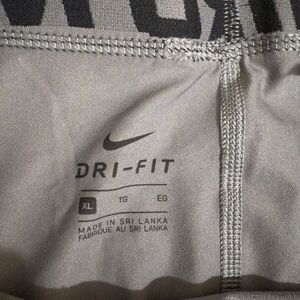 DRI-FIT
XL TG EG
MADE IN SRI LANKA
FABRIQUÉ AU SRI LANKA